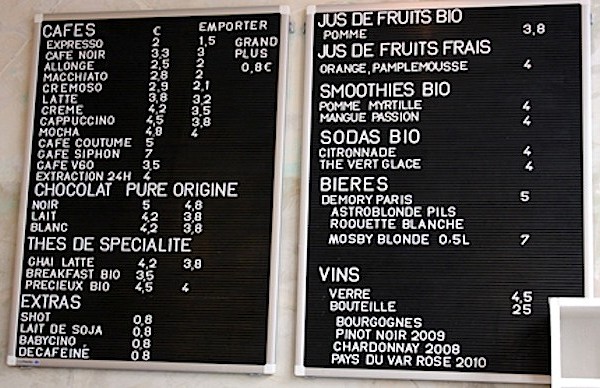 CAFES € EMPORTER
EXPRESSO 2 1,5 GRAND
CAFE NOIR 3,3 3 PLUS
ALLONGE 2,5 2 0,8€
MACCHIATO 2,8 2
CREMOSO 2,9 2,1
LATTE 3,8 3,2
CREME 4,2 3,5
CAPPUCCINO 4,5 3,8
MOCHA 4,8 4
CAFE COUTUME 5
GAFE SIPHON 7
GAFE V60 3,5
EXTRACTION 24H 4
CHOCOLAT PURE ORIGINE
NOIR 5 4,8
LAIT 4,2 3,8
BLANC 4,2 3,8
THES DE SPECIALITE
GHAI LATTE 4,2 3,8
BREAKFAST BIO 3,5
PRECIEUX BIO 4,5 4
EXTRAS
SHOT 0,8
LAIT DE SOJA 0,8
BABYCINO 0,8
DECAFEINE 0 8
JUS DE FRUITS BIO
POMME 3,8
JUS DE FRUITS FRAIS
ORANGE, PAMPLEMOUSSE 4
SMOOTHIES BIO
POMME MYRTILLE 4
MANGUE PASSION 4
SODAS BIO
CITRONNADE 4
THE VERT GLACE 4
BIERES
DEMORY PARIS 5
ASTROBLONDE PILS
ROQUETTE BLANCHE
MOSBY BLONDE 0.5L 7
VINS
VERRE 4,5
BOUTEILLE 25
BOURGOGNES
PINOT NOIR 2009
CHARDONNAY 2008
PAYS DU VAR ROSE 2010